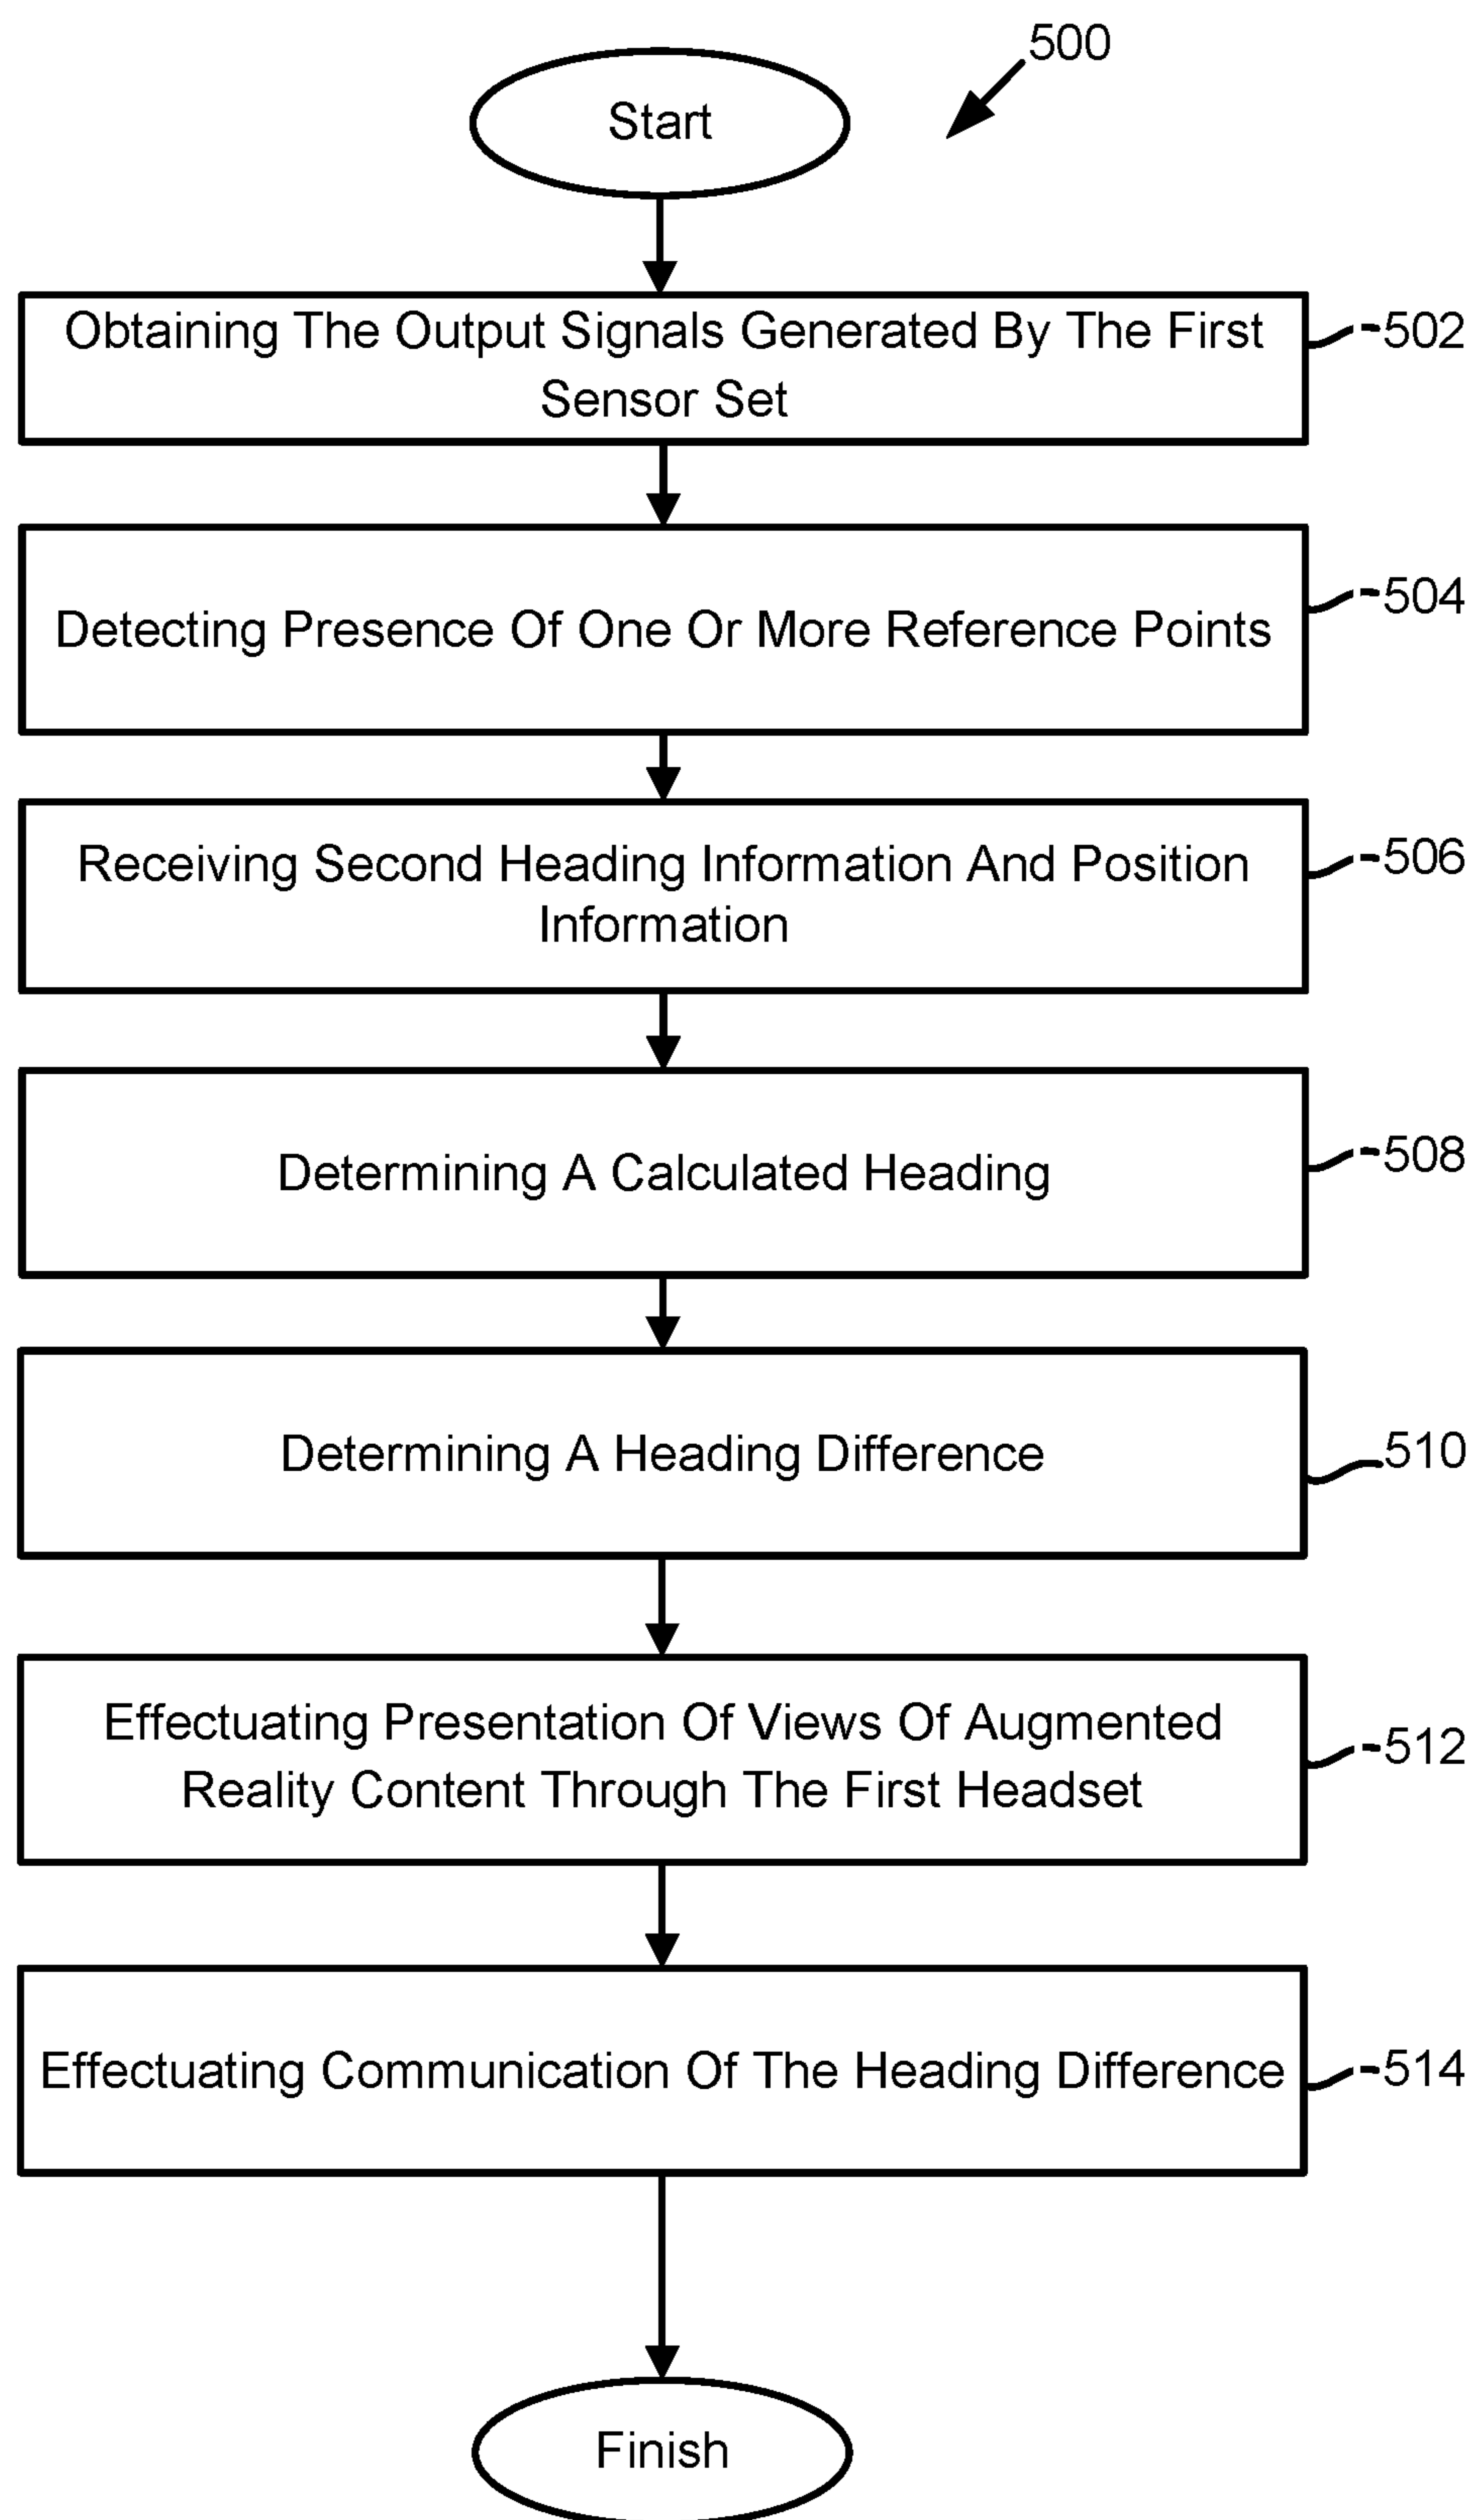 500
Start
Obtaining The Output Signals Generated By The First
Sensor Set
502
Detecting Presence Of One Or More Reference Points
504
Receiving Second Heading Information And Position
Information
506
Determining A Calculated Heading
508
Determining A Heading Difference
510
Effectuating Presentation Of Views Of Augmented
Reality Content Through The First Headset
512
Effectuating Communication Of The Heading Difference
514
Finish